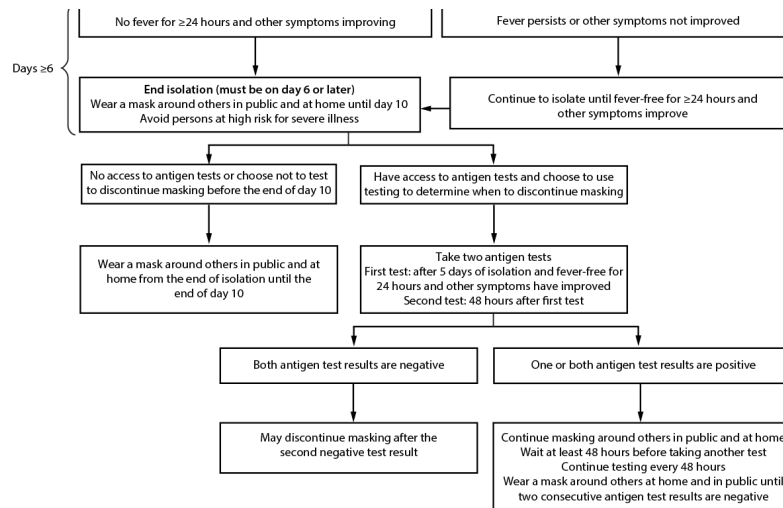 No fever for ≥24 hours and other symptoms improving
Fever persists or other symptoms not improved
Days ≥6
End isolation (must be on day 6 or later)
Wear a mask around others in public and at home until day 10
Avoid persons at high risk for severe illness
Continue to isolate until fever-free for ≥24 hours and
other symptoms improve
No access to antigen tests or choose not to test
to discontinue masking before the end of day 10
Have access to antigen tests and choose to use
testing to determine when to discontinue masking
Wear a mask around others in public and at
home from the end of isolation until the
end of day 10
Take two antigen tests
First test: after 5 days of isolation and fever-free for
24 hours and other symptoms have improved
Second test: 48 hours after first test
Both antigen test results are negative
One or both antigen test results are positive
May discontinue masking after the
second negative test result
Continue masking around others in public and at home
Wait at least 48 hours before taking another test
Continue testing every 48 hours
Wear a mask around others at home and in public until
two consecutive antigen test results are negative